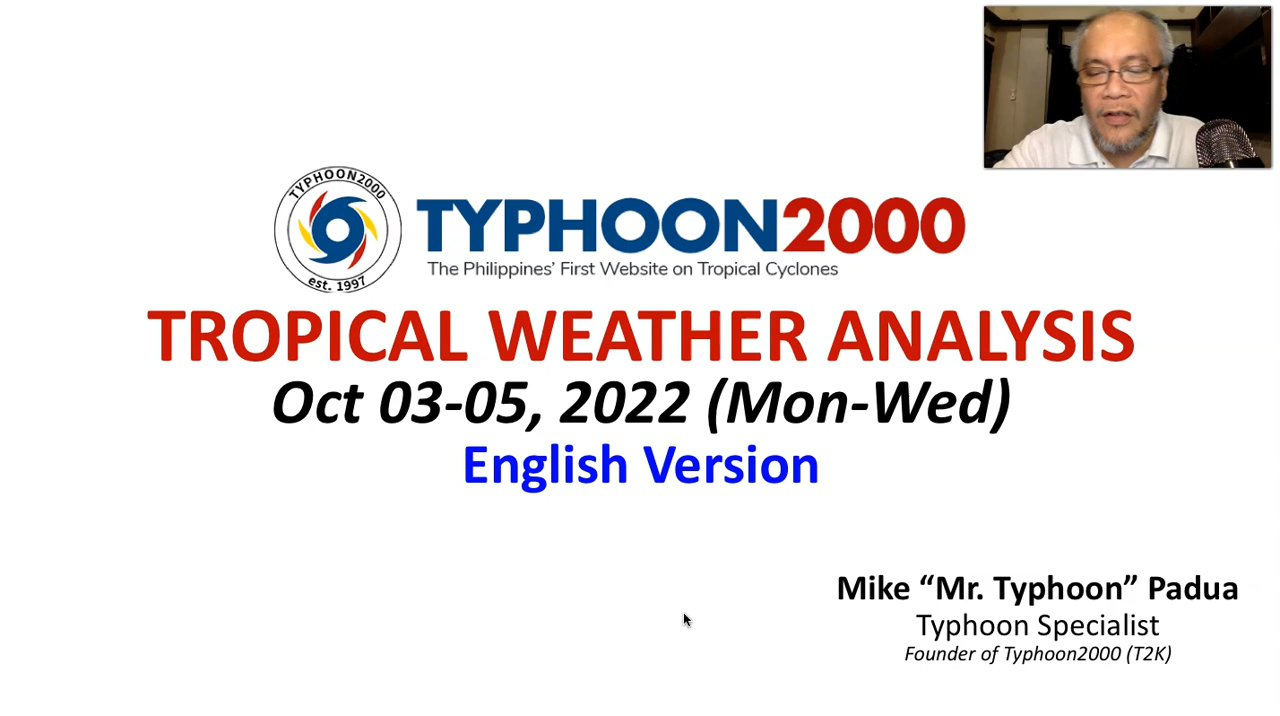 TYPHOON2000
est. 1997
TYPHOON2000
The Philippines' First Website on Tropical Cyclones
TROPICAL WEATHER ANALYSIS
Oct 03-05, 2022 (Mon-Wed)
English Version
Mike “Mr. Typhoon” Padua
Typhoon Specialist
Founder of Typhoon2000 (T2K)